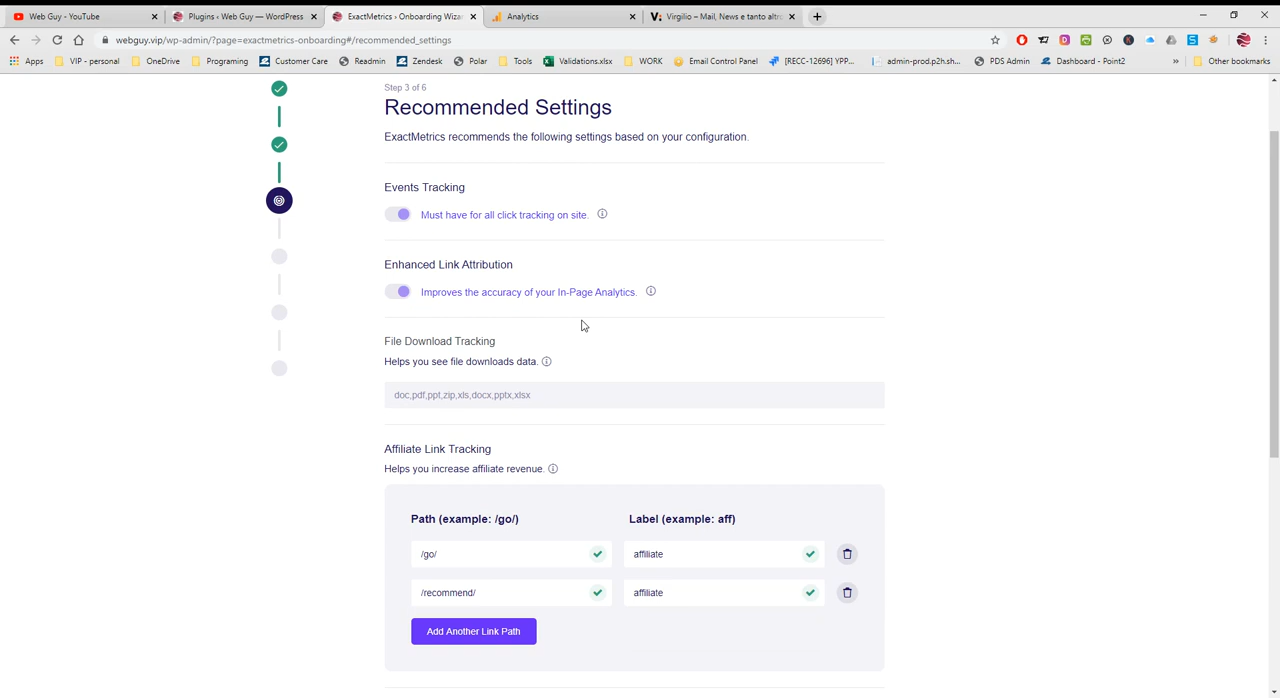 Web Guy - YouTube
Plugins ‹ Web Guy — WordPress
ExactMetrics › Onboarding Wiza
Analytics
Virgilio – Mail, News e tanto altro
webguy.vip/wp-admin/?page=exactmetrics-onboarding#/recommended_settings
Apps
VIP - personal
OneDrive
Programing
Customer Care
Readmin
Zendesk
Polar
Tools
Validations.xlsx
WORK
Email Control Panel
[RECC-12696] YPP...
admin-prod.p2h.sh...
PDS Admin
Dashboard - Point2
»
Other bookmarks
Step 3 of 6
Recommended Settings
ExactMetrics recommends the following settings based on your configuration.
Events Tracking
Must have for all click tracking on site.
Enhanced Link Attribution
Improves the accuracy of your In-Page Analytics.
File Download Tracking
Helps you see file downloads data.
doc,pdf,ppt,zip,xls,docx,pptx,xlsx
Affiliate Link Tracking
Helps you increase affiliate revenue.
Path (example: /go/)
Label (example: aff)
/go/
affiliate
/recommend/
affiliate
Add Another Link Path